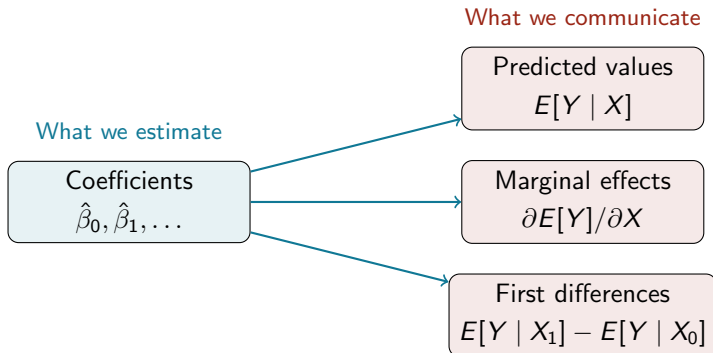 What we estimate
Coefficients
β̂₀, β̂₁, …
What we communicate
Predicted values
E[Y | X]
Marginal effects
∂E[Y]/∂X
First differences
E[Y | X₁] − E[Y | X₀]